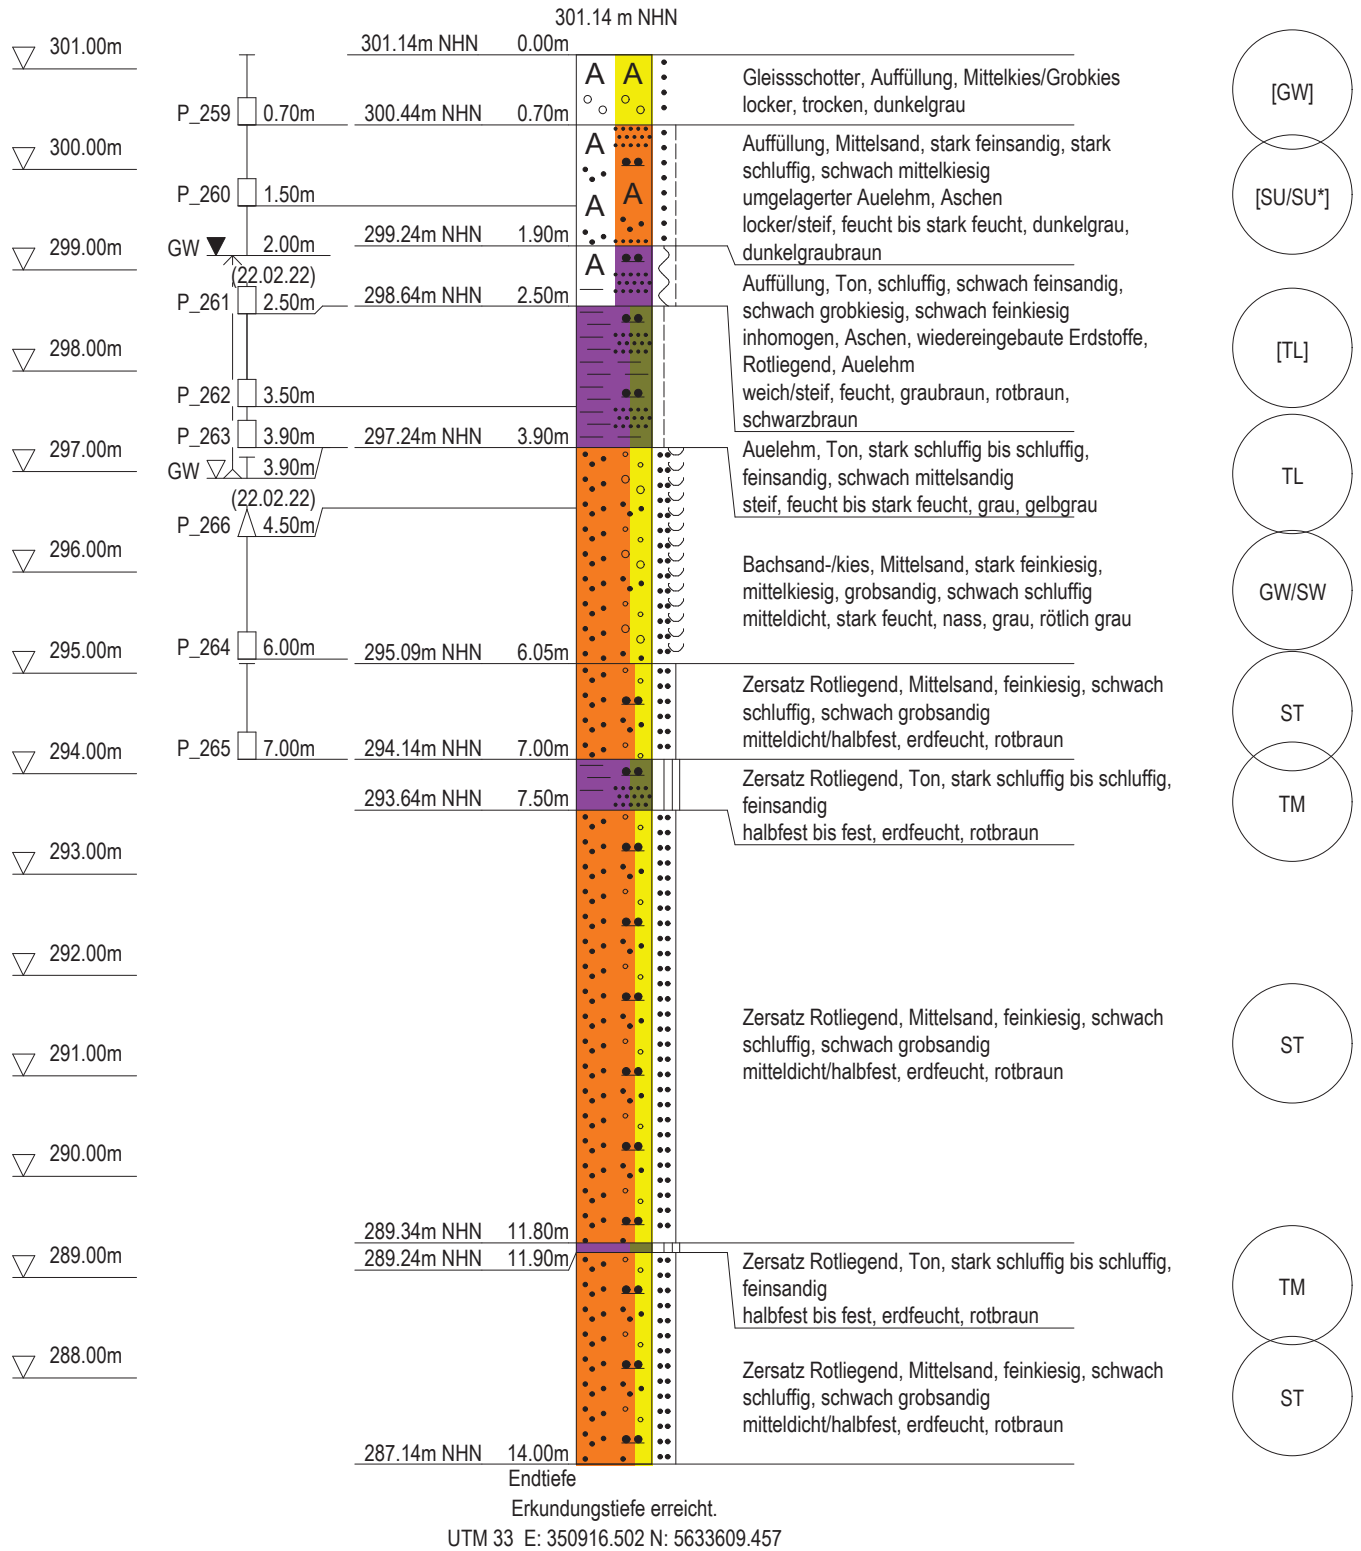 301.14 m NHN
301.00m
301.14m NHN 0.00m
A A
Gleissschotter, Auffüllung, Mittelkies/Grobkies
locker, trocken, dunkelgrau
[GW]
P_259 0.70m
300.44m NHN 0.70m
300.00m
A
A
A
Auffüllung, Mittelsand, stark feinsandig, stark
schluffig, schwach mittelkiesig
umgelagerter Auelehm, Aschen
locker/steif, feucht bis stark feucht, dunkelgrau,
dunkelgraubraun
[SU/SU*]
P_260 1.50m
299.00m
299.24m NHN 1.90m
GW 2.00m
(22.02.22)
A
Auffüllung, Ton, schluffig, schwach feinsandig,
schwach grobkiesig, schwach feinkiesig
inhomogen, Aschen, wiedereingebaute Erdstoffe,
Rotliegend, Auelehm
weich/steif, feucht, graubraun, rotbraun,
schwarzbraun
[TL]
P_261 2.50m
298.64m NHN 2.50m
298.00m
P_262 3.50m
P_263 3.90m
297.24m NHN 3.90m
297.00m
GW 3.90m
(22.02.22)
Auelehm, Ton, stark schluffig bis schluffig,
feinsandig, schwach mittelsandig
steif, feucht bis stark feucht, grau, gelbgrau
TL
P_266 4.50m
296.00m
Bachsand-/kies, Mittelsand, stark feinkiesig,
mittelkiesig, grobsandig, schwach schluffig
mitteldicht, stark feucht, nass, grau, rötlich grau
GW/SW
295.00m
P_264 6.00m
295.09m NHN 6.05m
Zersatz Rotliegend, Mittelsand, feinkiesig, schwach
schluffig, schwach grobsandig
mitteldicht/halbfest, erdfeucht, rotbraun
ST
294.00m
P_265 7.00m
294.14m NHN 7.00m
Zersatz Rotliegend, Ton, stark schluffig bis schluffig,
feinsandig
halbfest bis fest, erdfeucht, rotbraun
TM
293.64m NHN 7.50m
293.00m
292.00m
Zersatz Rotliegend, Mittelsand, feinkiesig, schwach
schluffig, schwach grobsandig
mitteldicht/halbfest, erdfeucht, rotbraun
ST
291.00m
290.00m
289.34m NHN 11.80m
289.00m
289.24m NHN 11.90m
Zersatz Rotliegend, Ton, stark schluffig bis schluffig,
feinsandig
halbfest bis fest, erdfeucht, rotbraun
TM
288.00m
Zersatz Rotliegend, Mittelsand, feinkiesig, schwach
schluffig, schwach grobsandig
mitteldicht/halbfest, erdfeucht, rotbraun
ST
287.14m NHN 14.00m
Endtiefe
Erkundungstiefe erreicht.
UTM 33 E: 350916.502 N: 5633609.457